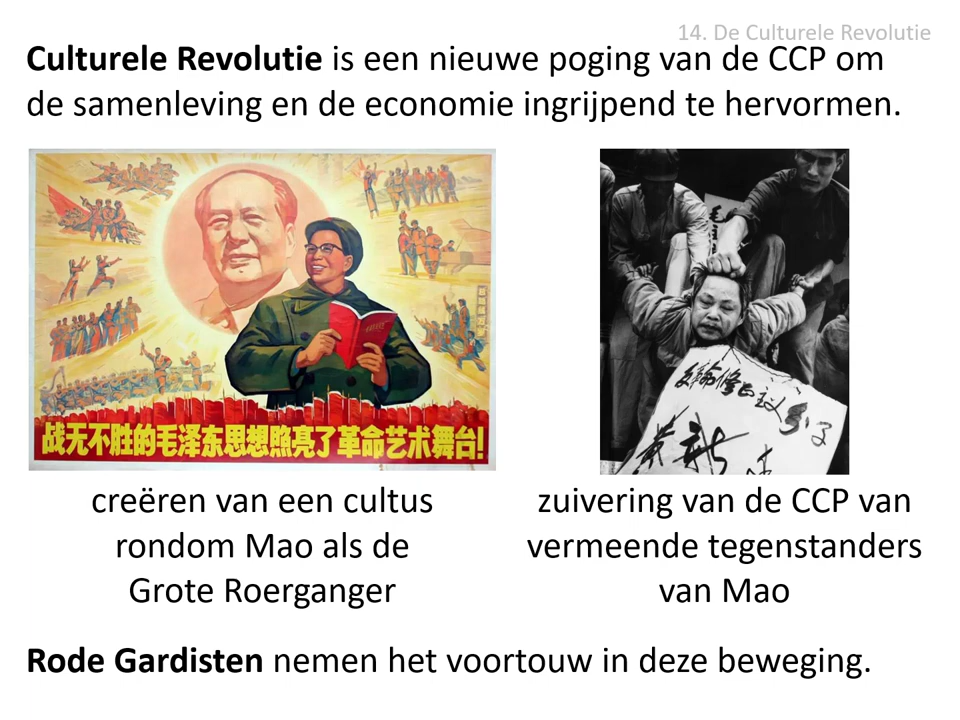 14. De Culturele Revolutie
Culturele Revolutie is een nieuwe poging van de CCP om
de samenleving en de economie ingrijpend te hervormen.
战无不胜的毛泽东思想照亮了革命艺术舞台!
creëren van een cultus
rondom Mao als de
Grote Roerganger
zuivering van de CCP van
vermeende tegenstanders
van Mao
Rode Gardisten nemen het voortouw in deze beweging.